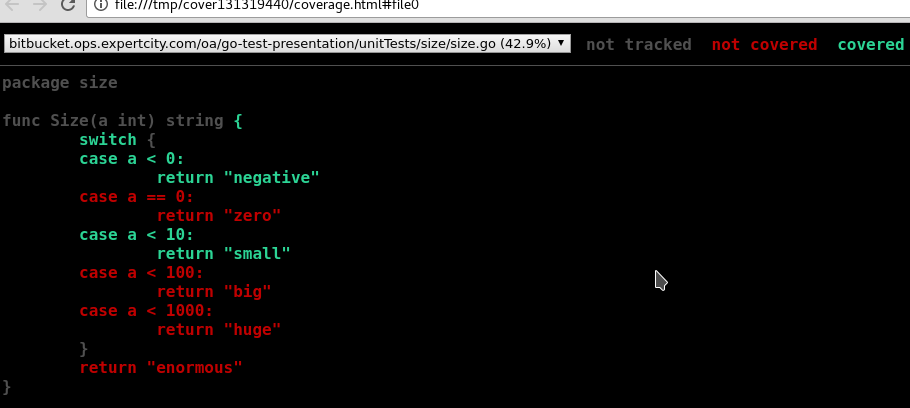 file:///tmp/cover131319440/coverage.html#file0
bitbucket.ops.expertcity.com/oa/go-test-presentation/unitTests/size/size.go (42.9%) not tracked not covered covered
package size
func Size(a int) string {
switch {
case a < 0:
return "negative"
case a == 0:
return "zero"
case a < 10:
return "small"
case a < 100:
return "big"
case a < 1000:
return "huge"
}
return "enormous"
}